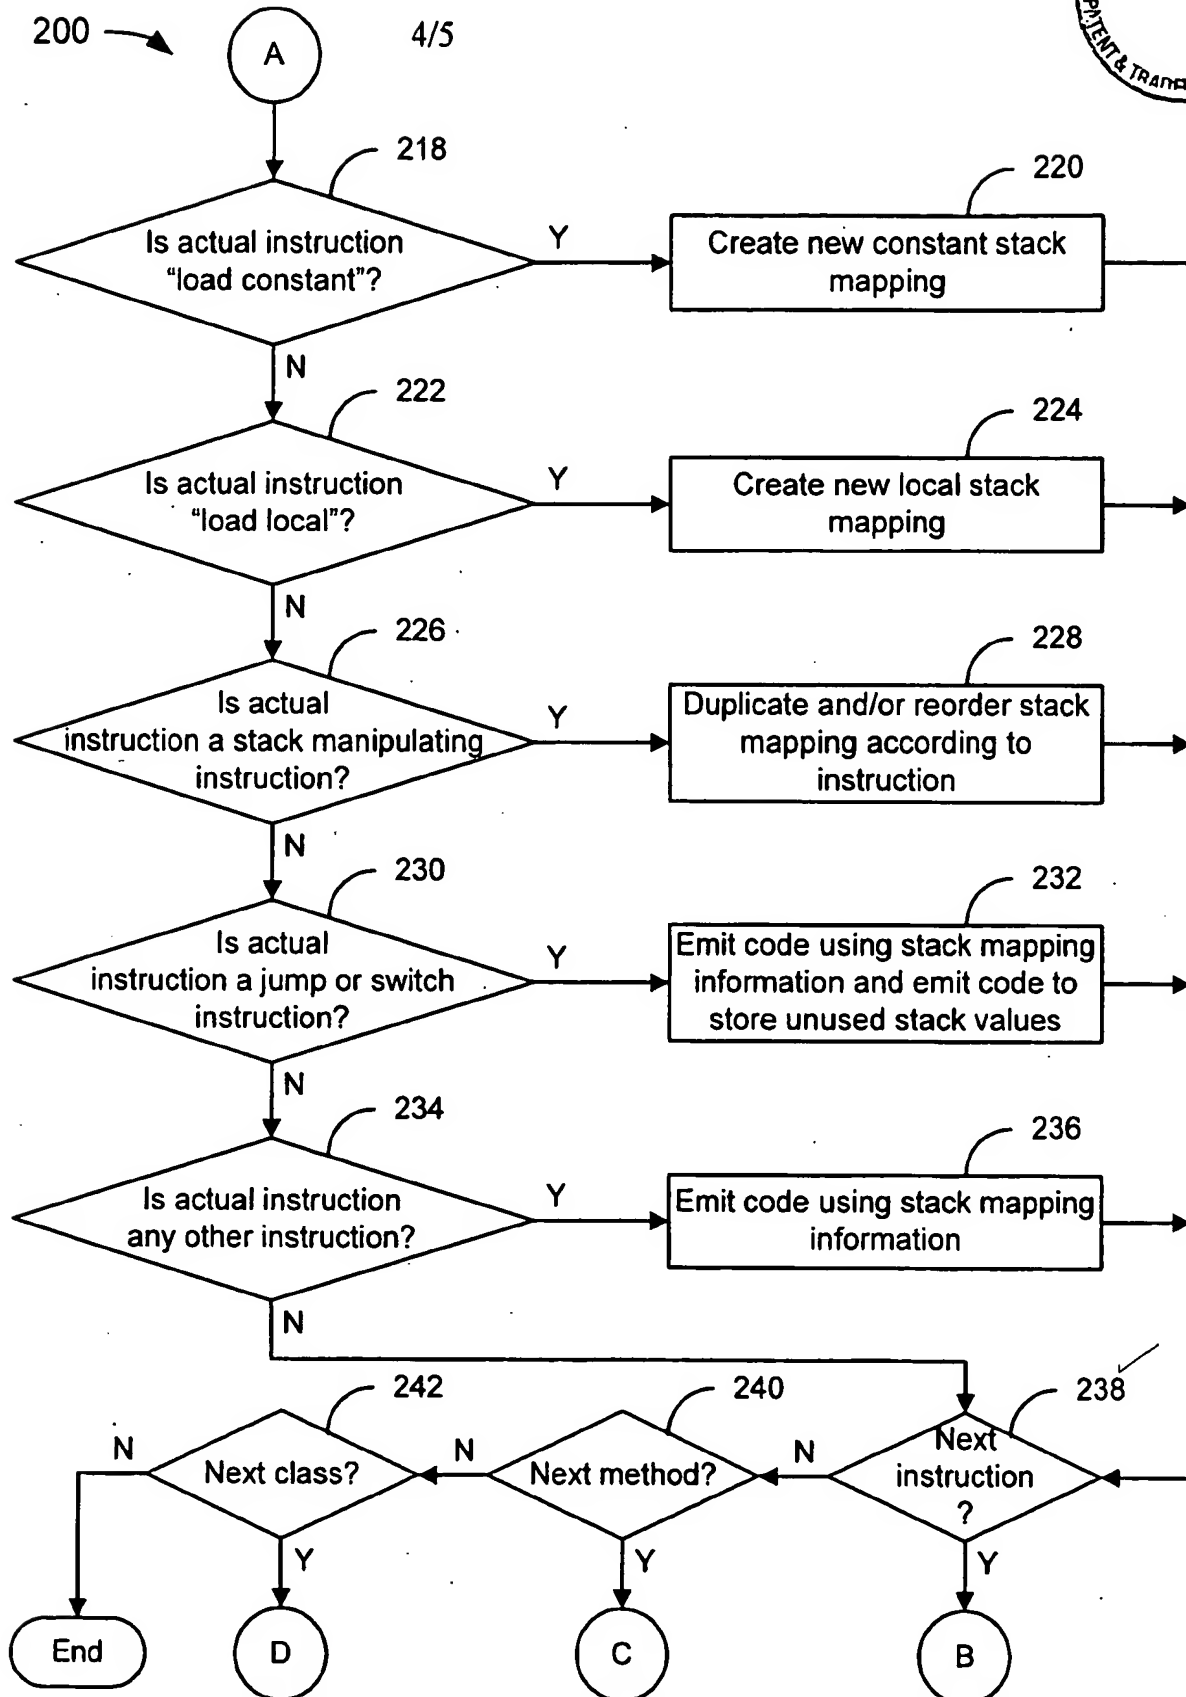 200
A
4/5
PATENT &
218
220
Is actual instruction
"load constant"?
Y
Create new constant stack
mapping
N
222
224
Is actual instruction
"load local"?
Y
Create new local stack
mapping
N
226
228
Is actual
instruction a stack manipulating
instruction?
Y
Duplicate and/or reorder stack
mapping according to
instruction
N
230
232
Is actual
instruction a jump or switch
instruction?
Y
Emit code using stack mapping
information and emit code to
store unused stack values
N
234
236
Is actual instruction
any other instruction?
Y
Emit code using stack mapping
information
N
242
240
238
N
Next class?
N
Next method?
N
Next
instruction
?
Y
Y
Y
End
D
C
B